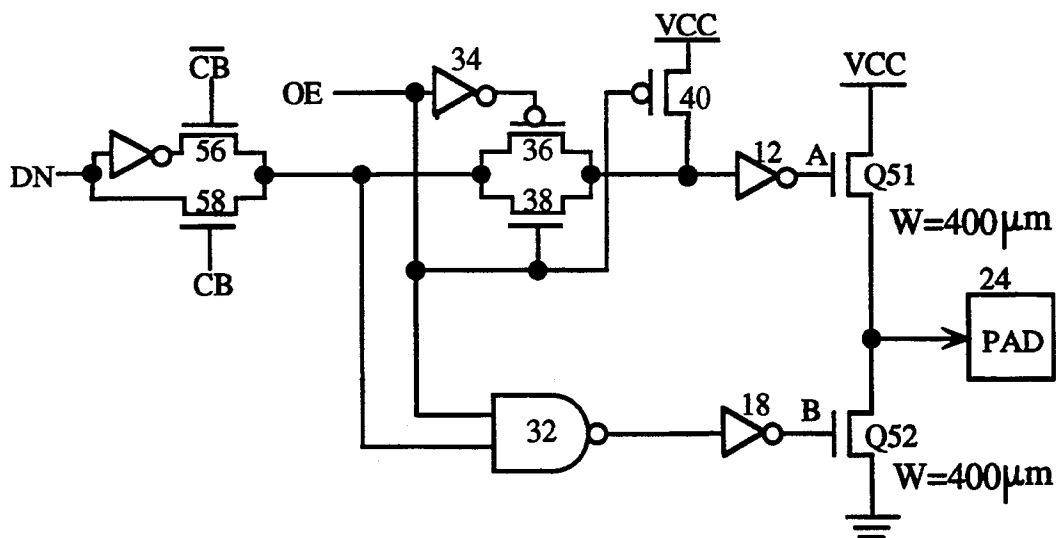 VCC
34
C̅B̅
VCC
OE
40
12
A
36
56
DN
Q51
58
38
W=400μm
CB
24
PAD
18
B
32
Q52
W=400μm